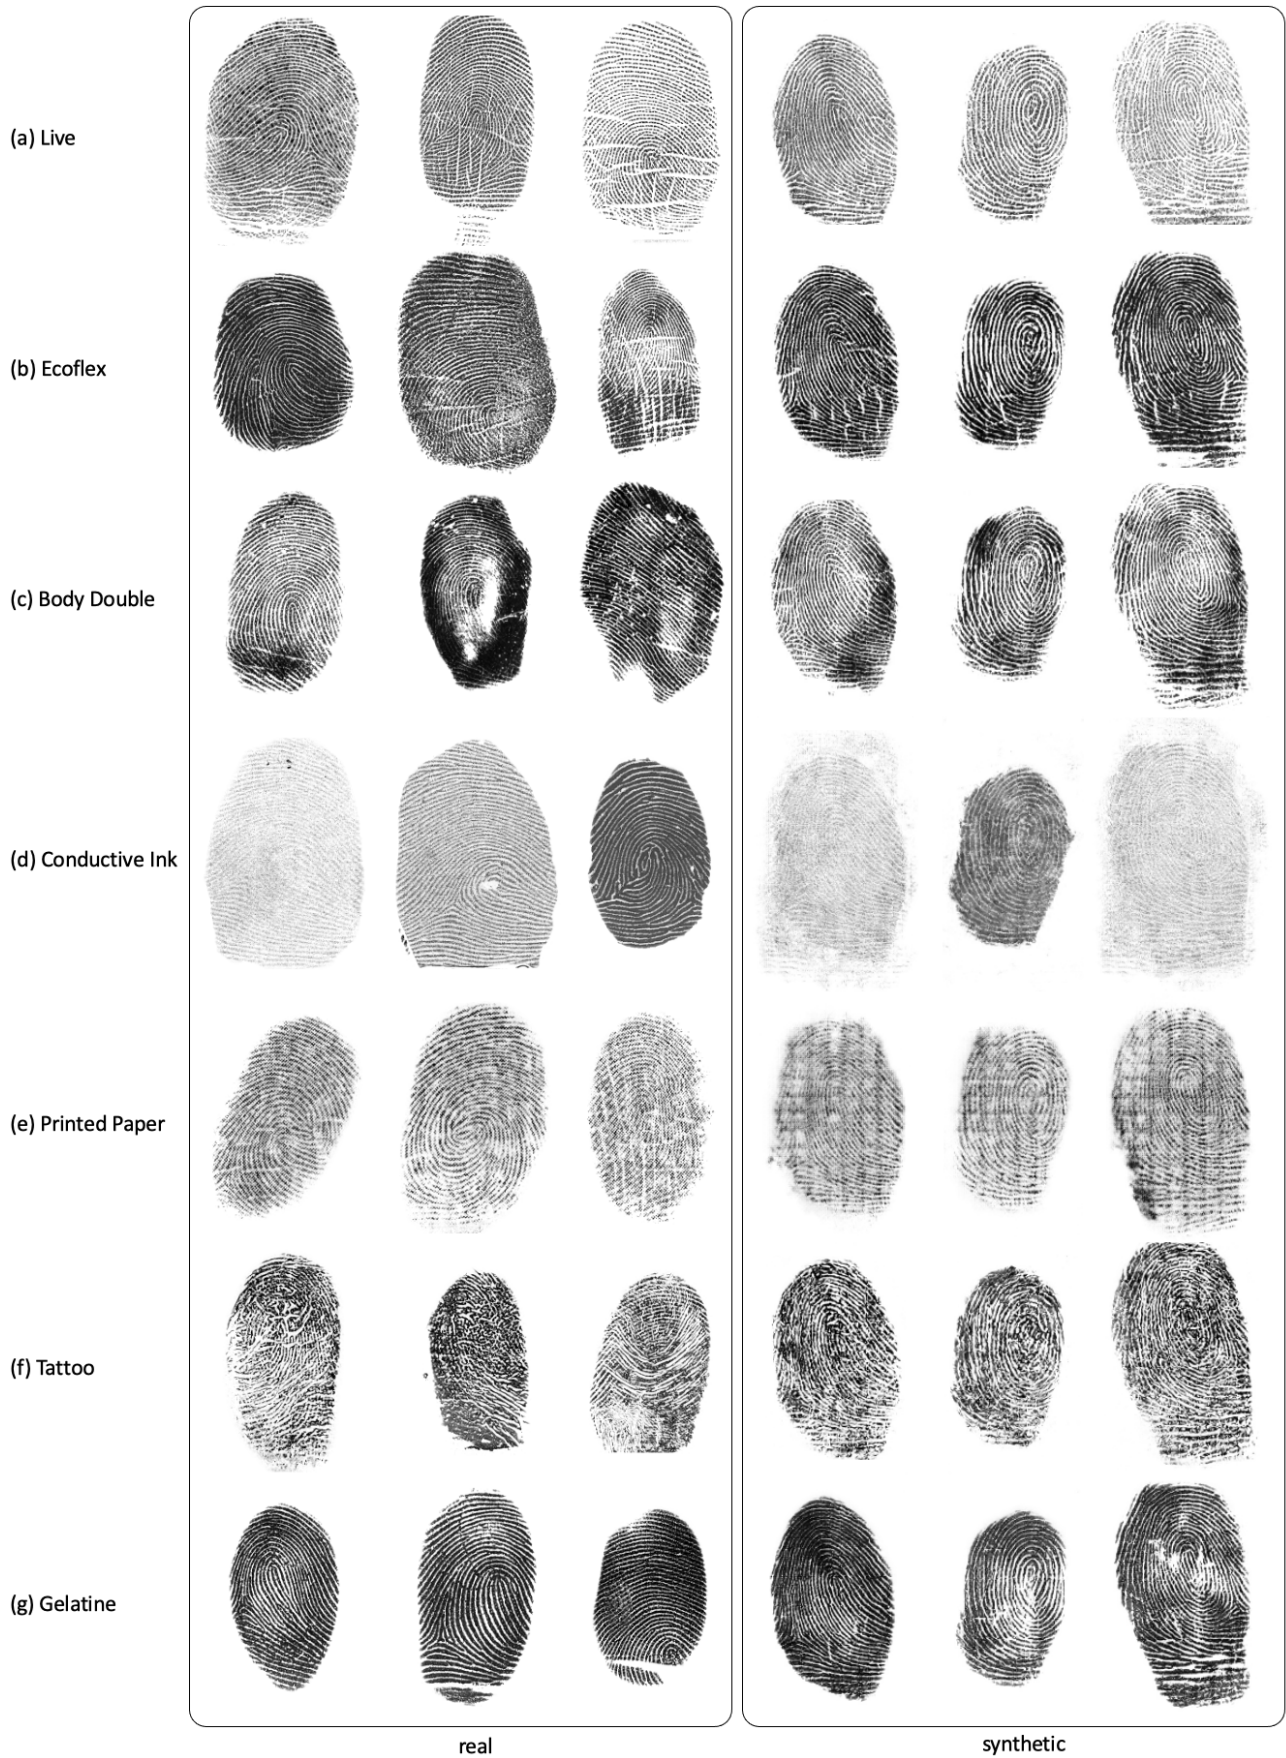 (a) Live
(b) Ecoflex
(c) Body Double
(d) Conductive Ink
(e) Printed Paper
(f) Tattoo
(g) Gelatine
real
synthetic